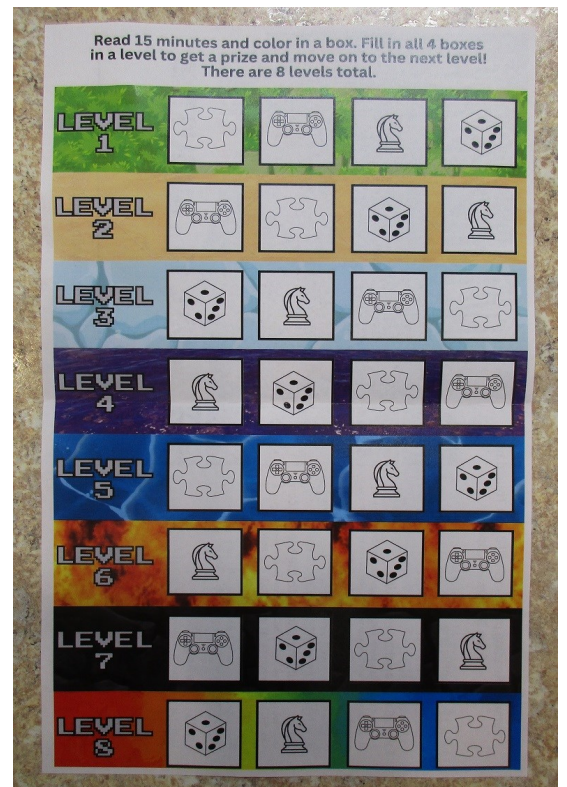 Read 15 minutes and color in a box. Fill in all 4 boxes
in a level to get a prize and move on to the next level!
There are 8 levels total.
LEVEL
1
LEVEL
2
LEVEL
3
LEVEL
4
LEVEL
5
LEVEL
6
LEVEL
7
LEVEL
8